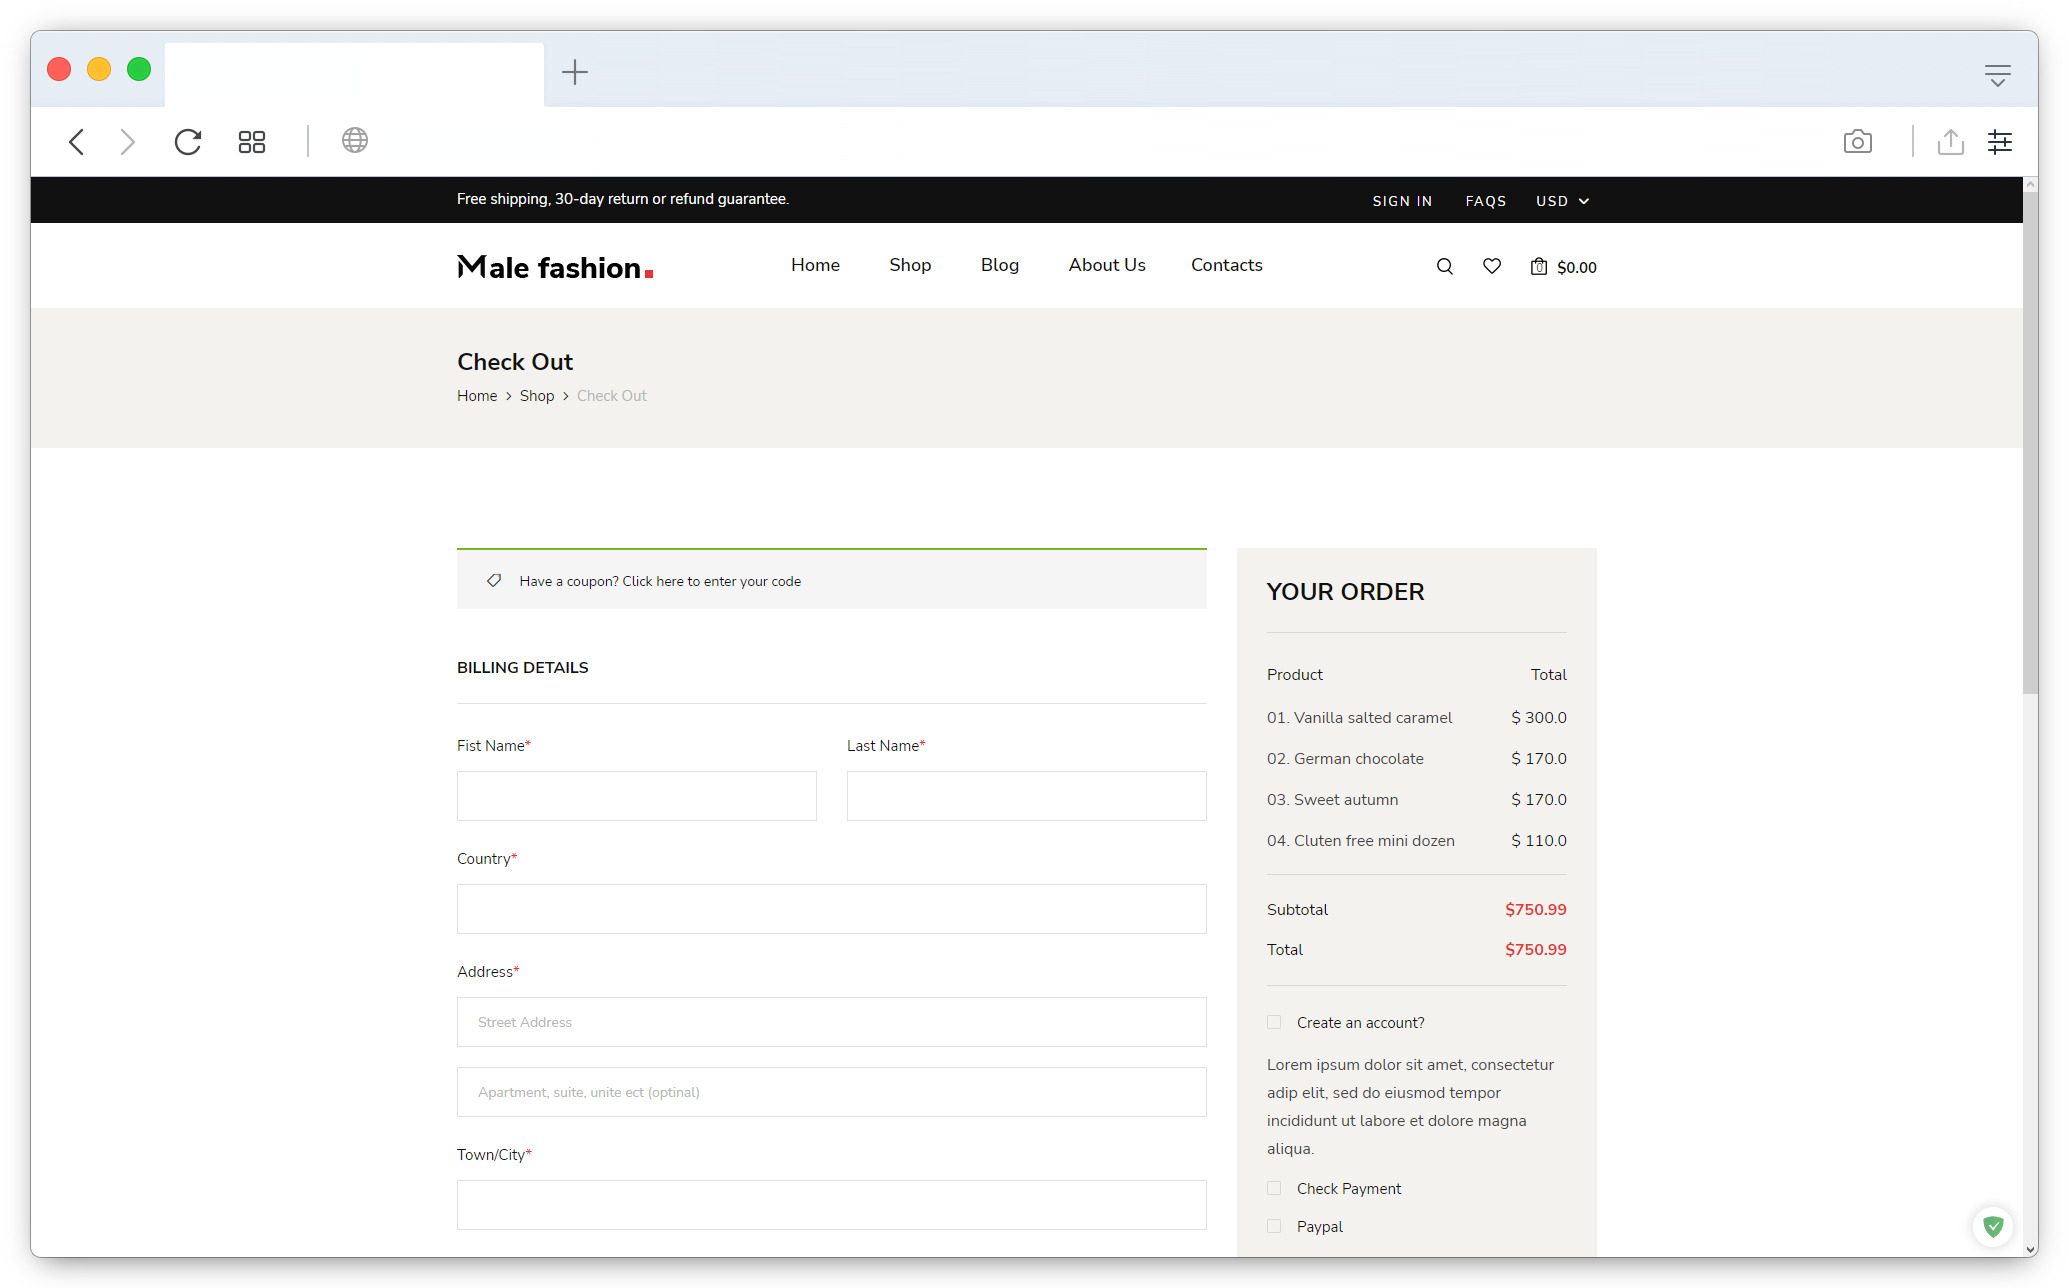 Free shipping, 30-day return or refund guarantee.
SIGN IN FAQS USD
Male fashion.
Home Shop Blog About Us Contacts
0 $0.00
Check Out
Home > Shop > Check Out
Have a coupon? Click here to enter your code
BILLING DETAILS
Fist Name* Last Name*
Country*
Address*
Street Address
Apartment, suite, unite ect (optinal)
Town/City*
YOUR ORDER
Product Total
01. Vanilla salted caramel $ 300.0
02. German chocolate $ 170.0
03. Sweet autumn $ 170.0
04. Cluten free mini dozen $ 110.0
Subtotal $750.99
Total $750.99
Create an account?
Lorem ipsum dolor sit amet, consectetur
adip elit, sed do eiusmod tempor
incididunt ut labore et dolore magna
aliqua.
Check Payment
Paypal